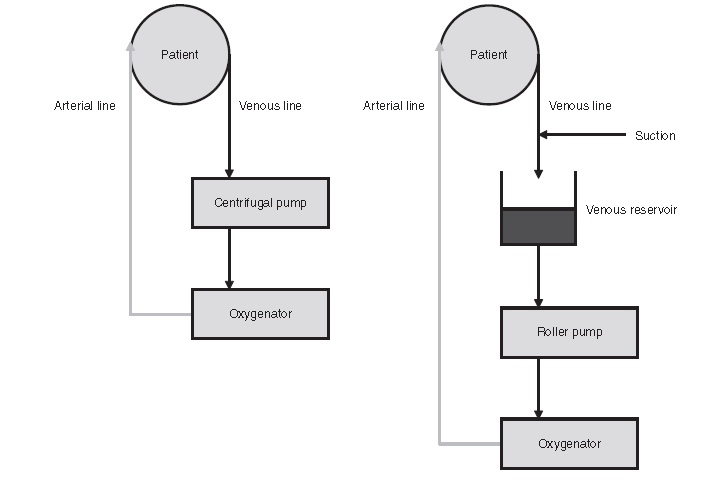 Patient
Arterial line
Venous line
Centrifugal pump
Oxygenator
Patient
Arterial line
Venous line
Suction
Venous reservoir
Roller pump
Oxygenator